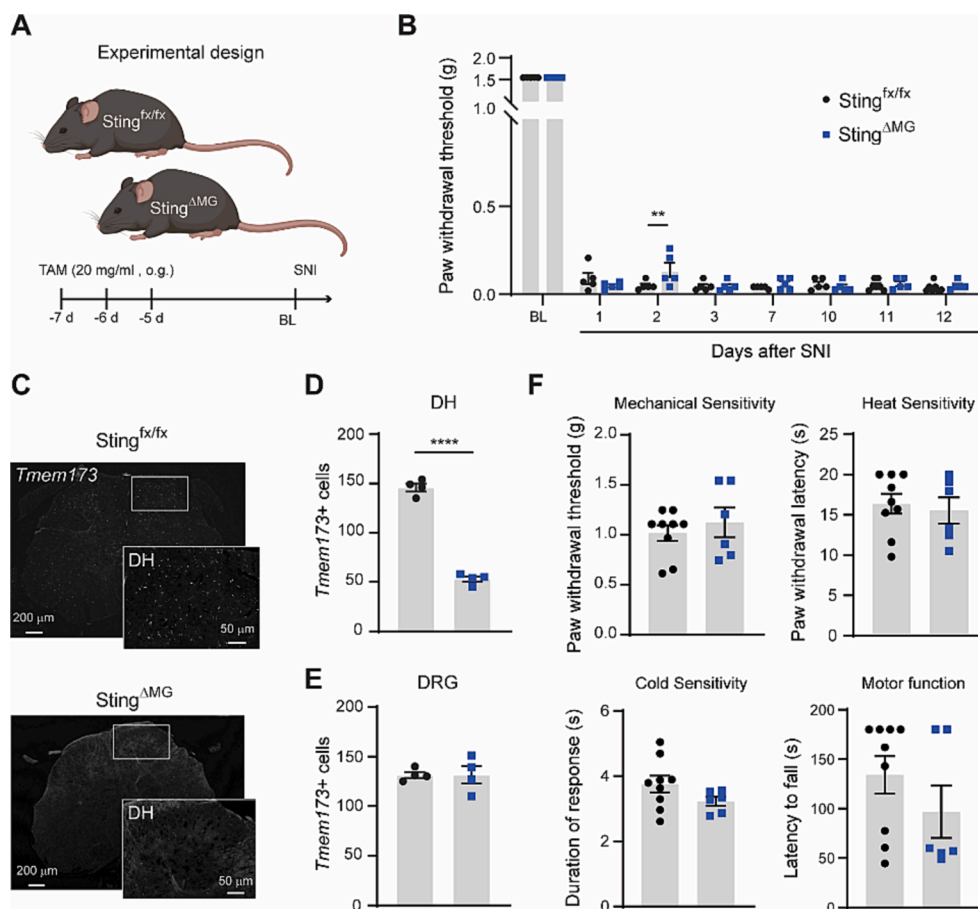 A
Experimental design
Sting^fx/fx
Sting^ΔMG
TAM (20 mg/ml , o.g.)
SNI
-7 d
-6 d
-5 d
BL
B
Paw withdrawal threshold (g)
1.5
1.0
0.5
0.0
Sting^fx/fx
Sting^ΔMG
**
BL
1
2
3
7
10
11
12
Days after SNI
C
Sting^fx/fx
Tmem173
DH
200 μm
50 μm
Sting^ΔMG
DH
200 μm
50 μm
D
DH
Tmem173+ cells
200
150
100
50
0
****
E
DRG
Tmem173+ cells
200
150
100
50
0
F
Mechanical Sensitivity
Paw withdrawal threshold (g)
2.0
1.5
1.0
0.5
0.0
Heat Sensitivity
Paw withdrawal latency (s)
25
20
15
10
5
0
Cold Sensitivity
Duration of response (s)
6
4
2
0
Motor function
Latency to fall (s)
200
150
100
50
0